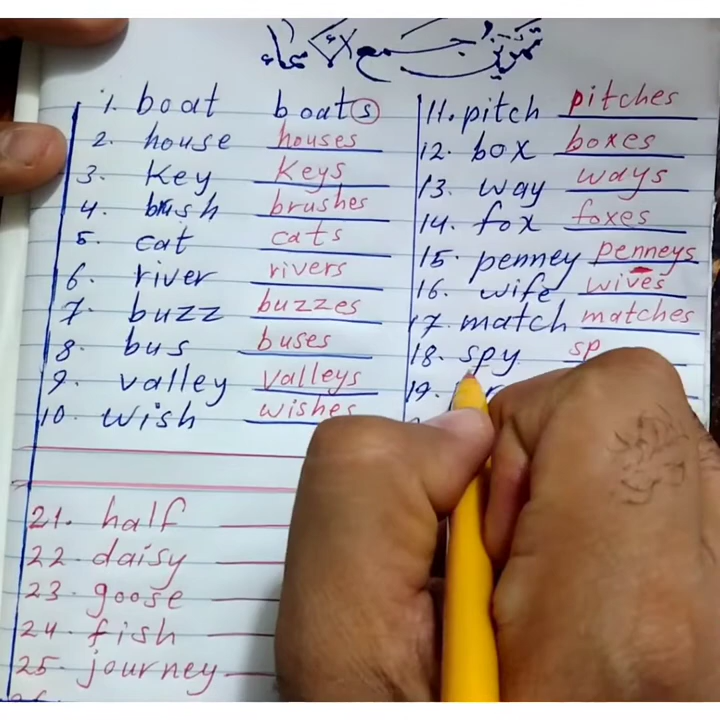 تمرين جمع الأسماء
1. boat boats
2. house houses
3. Key Keys
4. brush brushes
5. cat cats
6. river rivers
7. buzz buzzes
8. bus buses
9. valley valleys
10. wish wishes
11. pitch pitches
12. box boxes
13. way ways
14. fox foxes
15. penney penneys
16. wife wives
17. match matches
18. spy sp
19.
21. half
22. daisy
23. goose
24. fish
25. journey